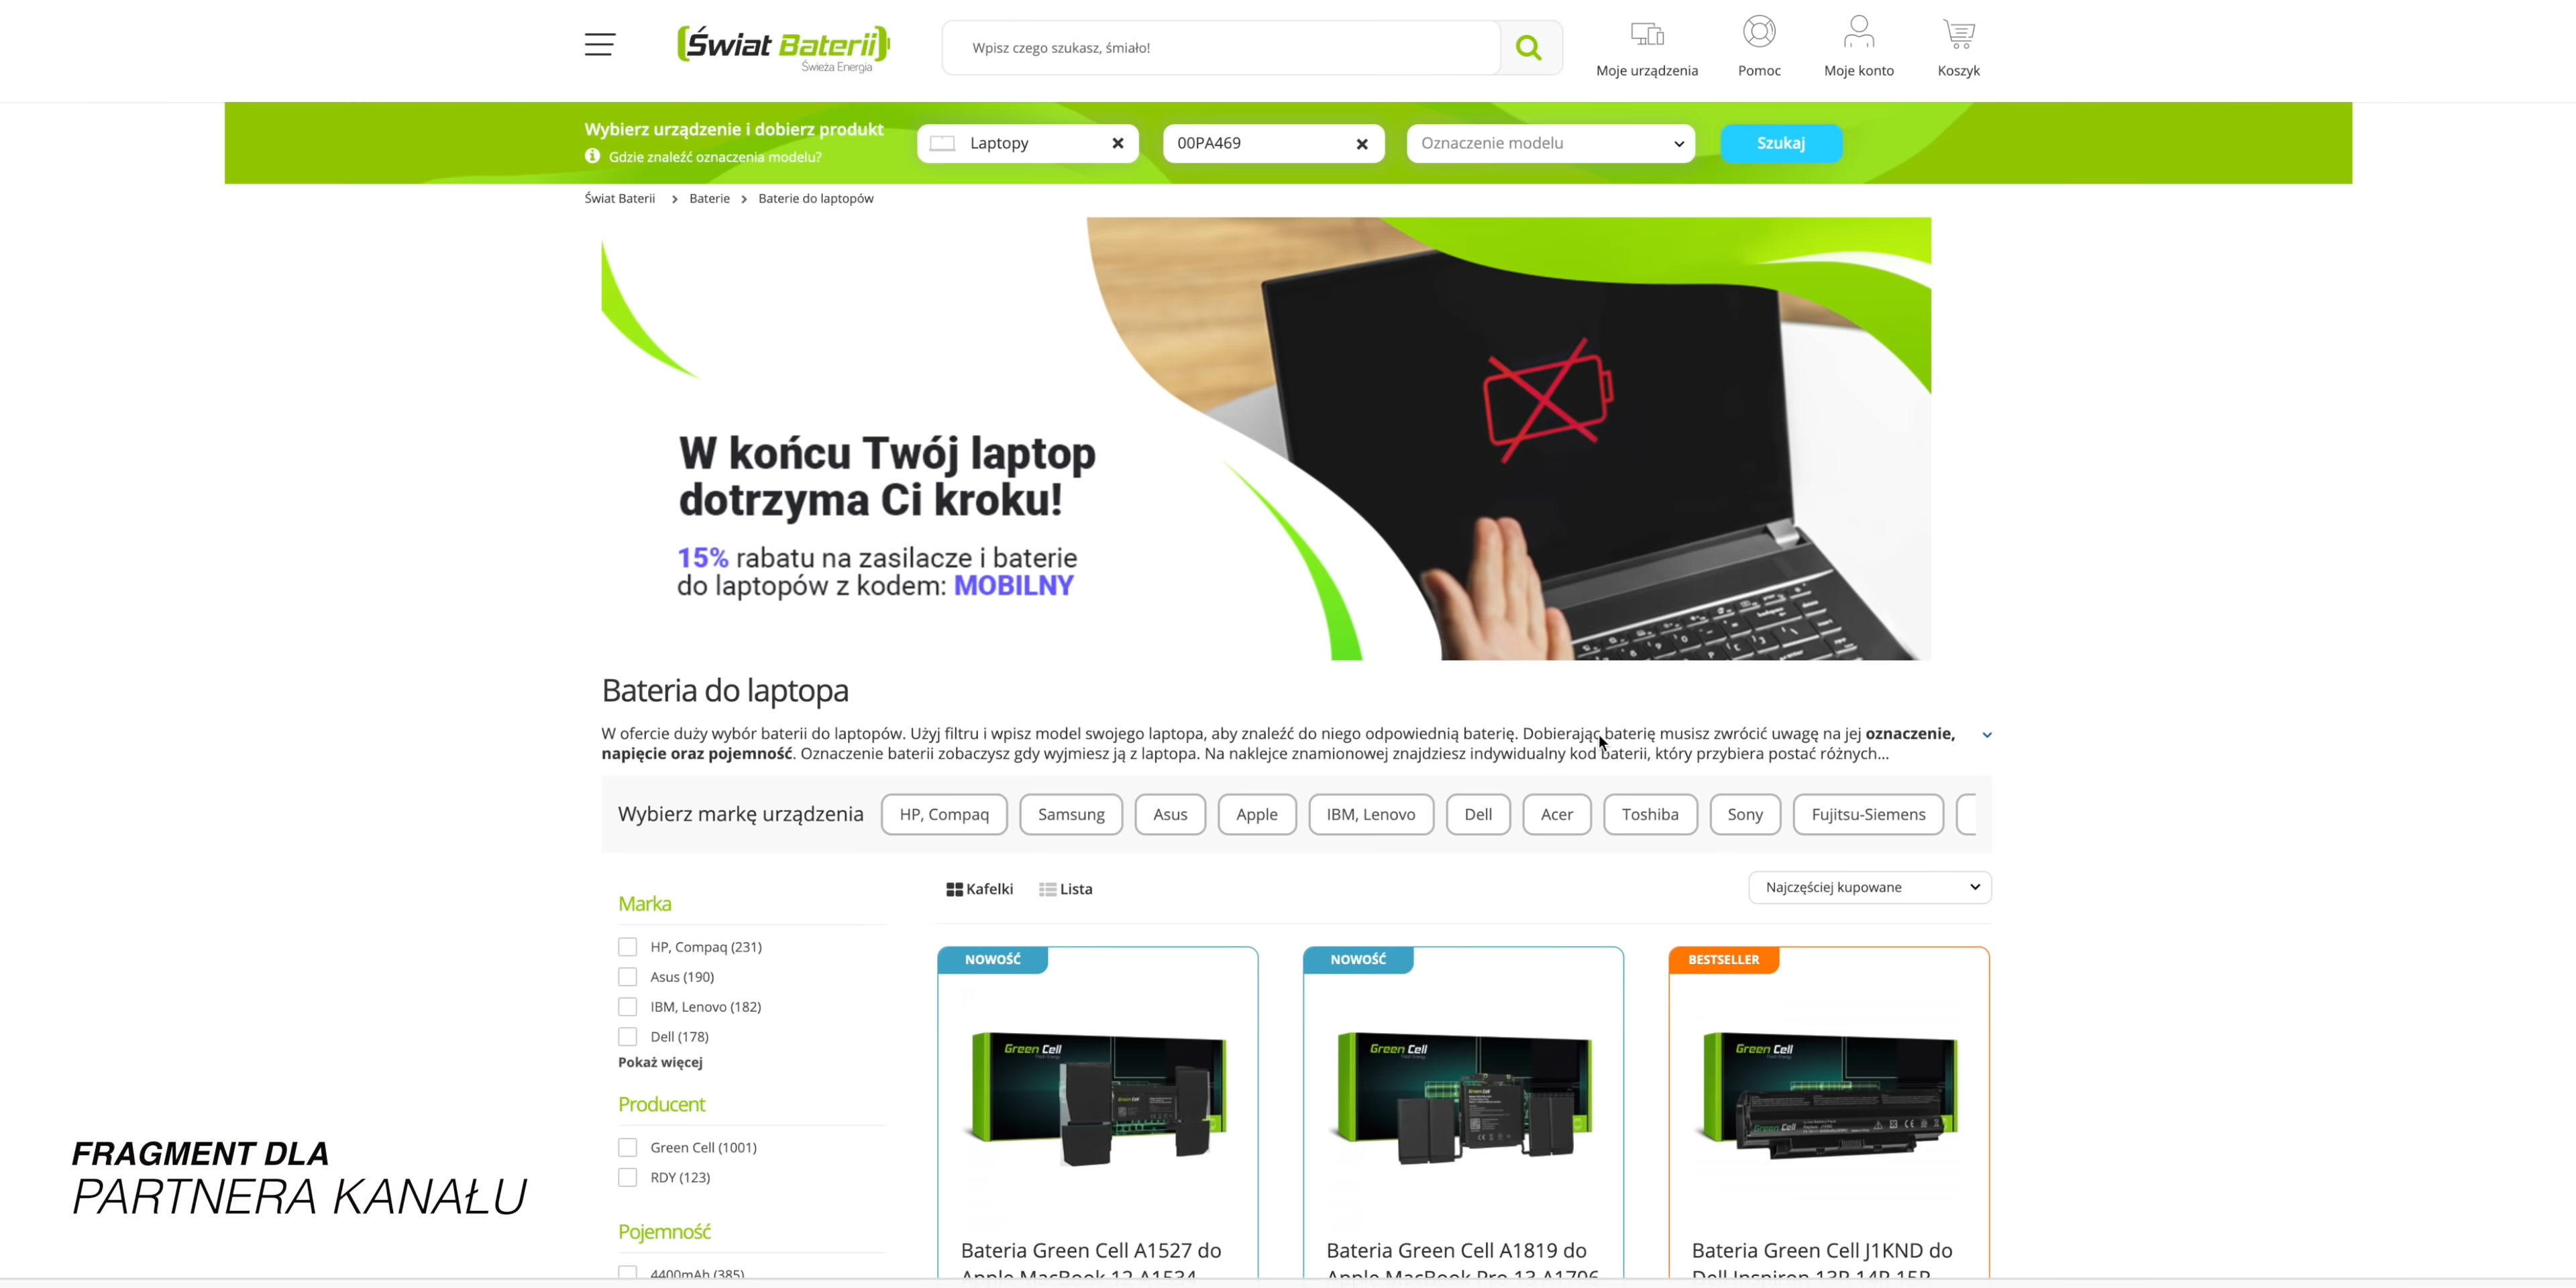 Świat Baterii
Świeża Energia
Wpisz czego szukasz, śmiało!
Moje urządzenia
Pomoc
Moje konto
Koszyk
Wybierz urządzenie i dobierz produkt
Gdzie znaleźć oznaczenia modelu?
Laptopy
00PA469
Oznaczenie modelu
Szukaj
Świat Baterii > Baterie > Baterie do laptopów
W końcu Twój laptop
dotrzyma Ci kroku!
15% rabatu na zasilacze i baterie
do laptopów z kodem: MOBILNY
Bateria do laptopa
W ofercie duży wybór baterii do laptopów. Użyj filtru i wpisz model swojego laptopa, aby znaleźć do niego odpowiednią baterię. Dobierając baterię musisz zwrócić uwagę na jej oznaczenie,
napięcie oraz pojemność. Oznaczenie baterii zobaczysz gdy wyjmiesz ją z laptopa. Na naklejce znamionowej znajdziesz indywidualny kod baterii, który przybiera postać różnych...
Wybierz markę urządzenia
HP, Compaq
Samsung
Asus
Apple
IBM, Lenovo
Dell
Acer
Toshiba
Sony
Fujitsu-Siemens
Kafelki
Lista
Najczęściej kupowane
Marka
HP, Compaq (231)
Asus (190)
IBM, Lenovo (182)
Dell (178)
Pokaż więcej
Producent
Green Cell (1001)
RDY (123)
Pojemność
4400mAh (385)
NOWOŚĆ
Green Cell
Bateria Green Cell A1527 do
Apple MacBook 12 A1534
NOWOŚĆ
Green Cell
Bateria Green Cell A1819 do
Apple MacBook Pro 13 A1706
BESTSELLER
Green Cell
Green Cell
Bateria Green Cell J1KND do
Dell Inspiron 13R 14R 15R
FRAGMENT DLA
PARTNERA KANAŁU